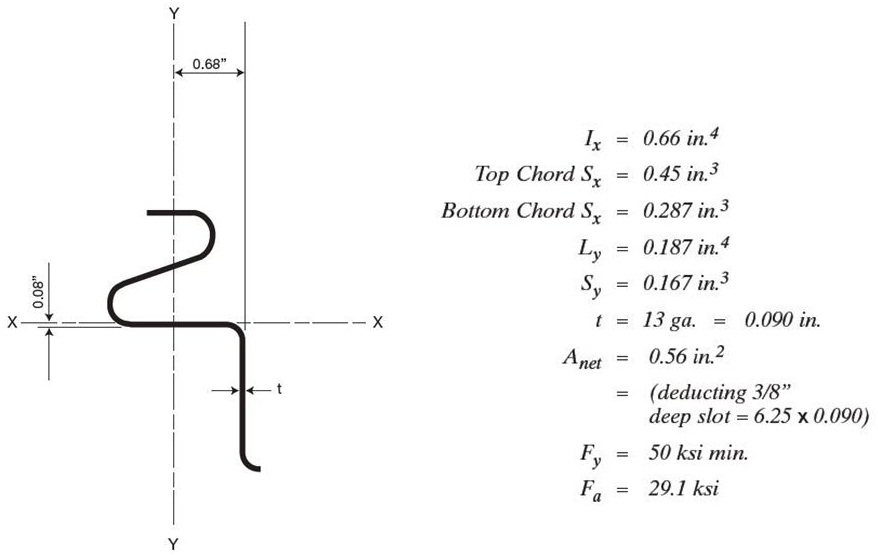 Y
0.68”
0.08”
X X
t
Y
Ix = 0.66 in.4
Top Chord Sx = 0.45 in.3
Bottom Chord Sx = 0.287 in.3
Ly = 0.187 in.4
Sy = 0.167 in.3
t = 13 ga. = 0.090 in.
Anet = 0.56 in.2
= (deducting 3/8”
deep slot = 6.25 x 0.090)
Fy = 50 ksi min.
Fa = 29.1 ksi